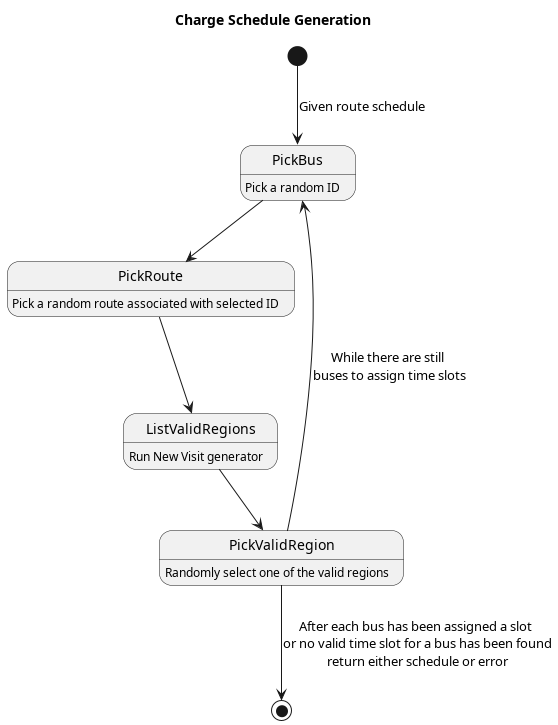 Charge Schedule Generation
Given route schedule
PickBus
Pick a random ID
PickRoute
Pick a random route associated with selected ID
While there are still
buses to assign time slots
ListValidRegions
Run New Visit generator
PickValidRegion
Randomly select one of the valid regions
After each bus has been assigned a slot
or no valid time slot for a bus has been found
return either schedule or error